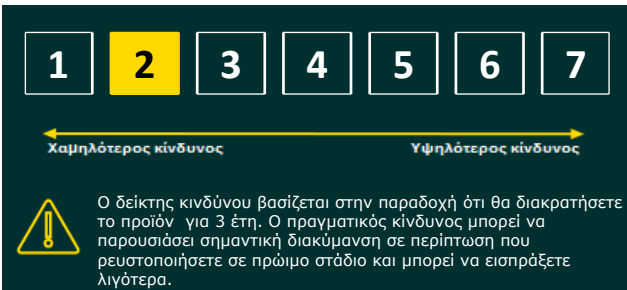 1 2 3 4 5 6 7
Χαμηλότερος κίνδυνος Υψηλότερος κίνδυνος
Ο δείκτης κινδύνου βασίζεται στην παραδοχή ότι θα διακρατήσετε
το προϊόν για 3 έτη. Ο πραγματικός κίνδυνος μπορεί να
παρουσιάσει σημαντική διακύμανση σε περίπτωση που
ρευστοποιήσετε σε πρώιμο στάδιο και μπορεί να εισπράξετε
λιγότερα.